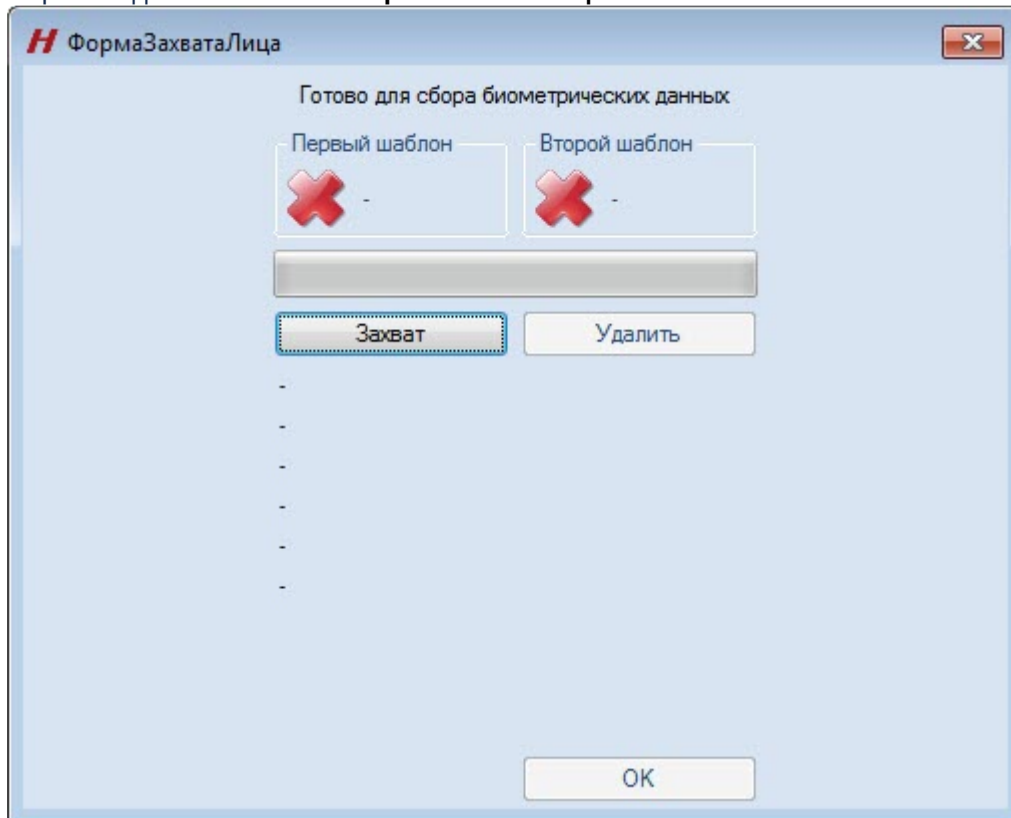 ФормаЗахватаЛица
Готово для сбора биометрических данных
Первый шаблон Второй шаблон
- -
Захват Удалить
-
-
-
-
-
-
OK